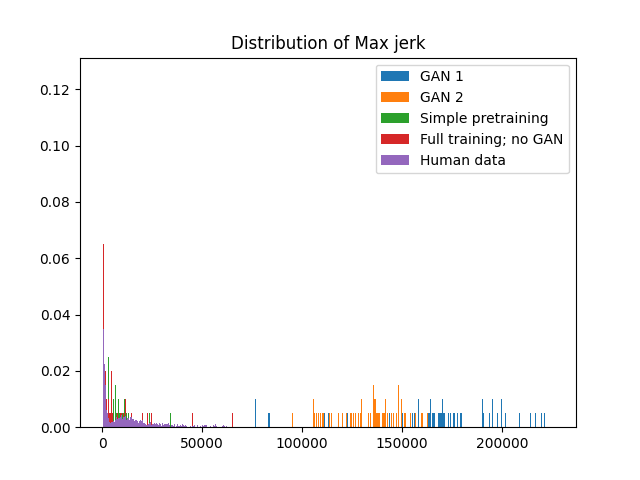 Distribution of Max jerk
0.12
0.10
0.08
0.06
0.04
0.02
0.00
GAN 1
GAN 2
Simple pretraining
Full training; no GAN
Human data
0
50000
100000
150000
200000